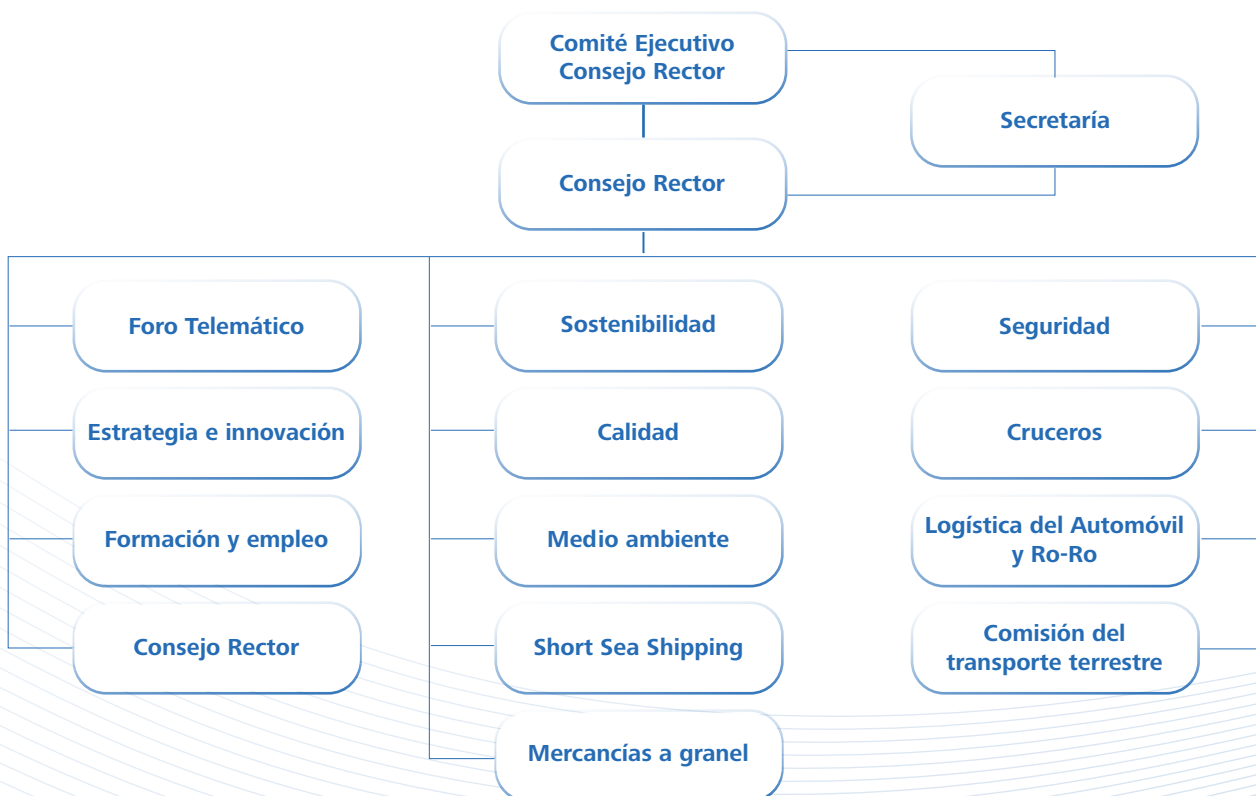 Comité Ejecutivo
Consejo Rector
Secretaría
Consejo Rector
Foro Telemático
Estrategia e innovación
Formación y empleo
Consejo Rector
Sostenibilidad
Calidad
Medio ambiente
Short Sea Shipping
Mercancías a granel
Seguridad
Cruceros
Logística del Automóvil
y Ro-Ro
Comisión del
transporte terrestre